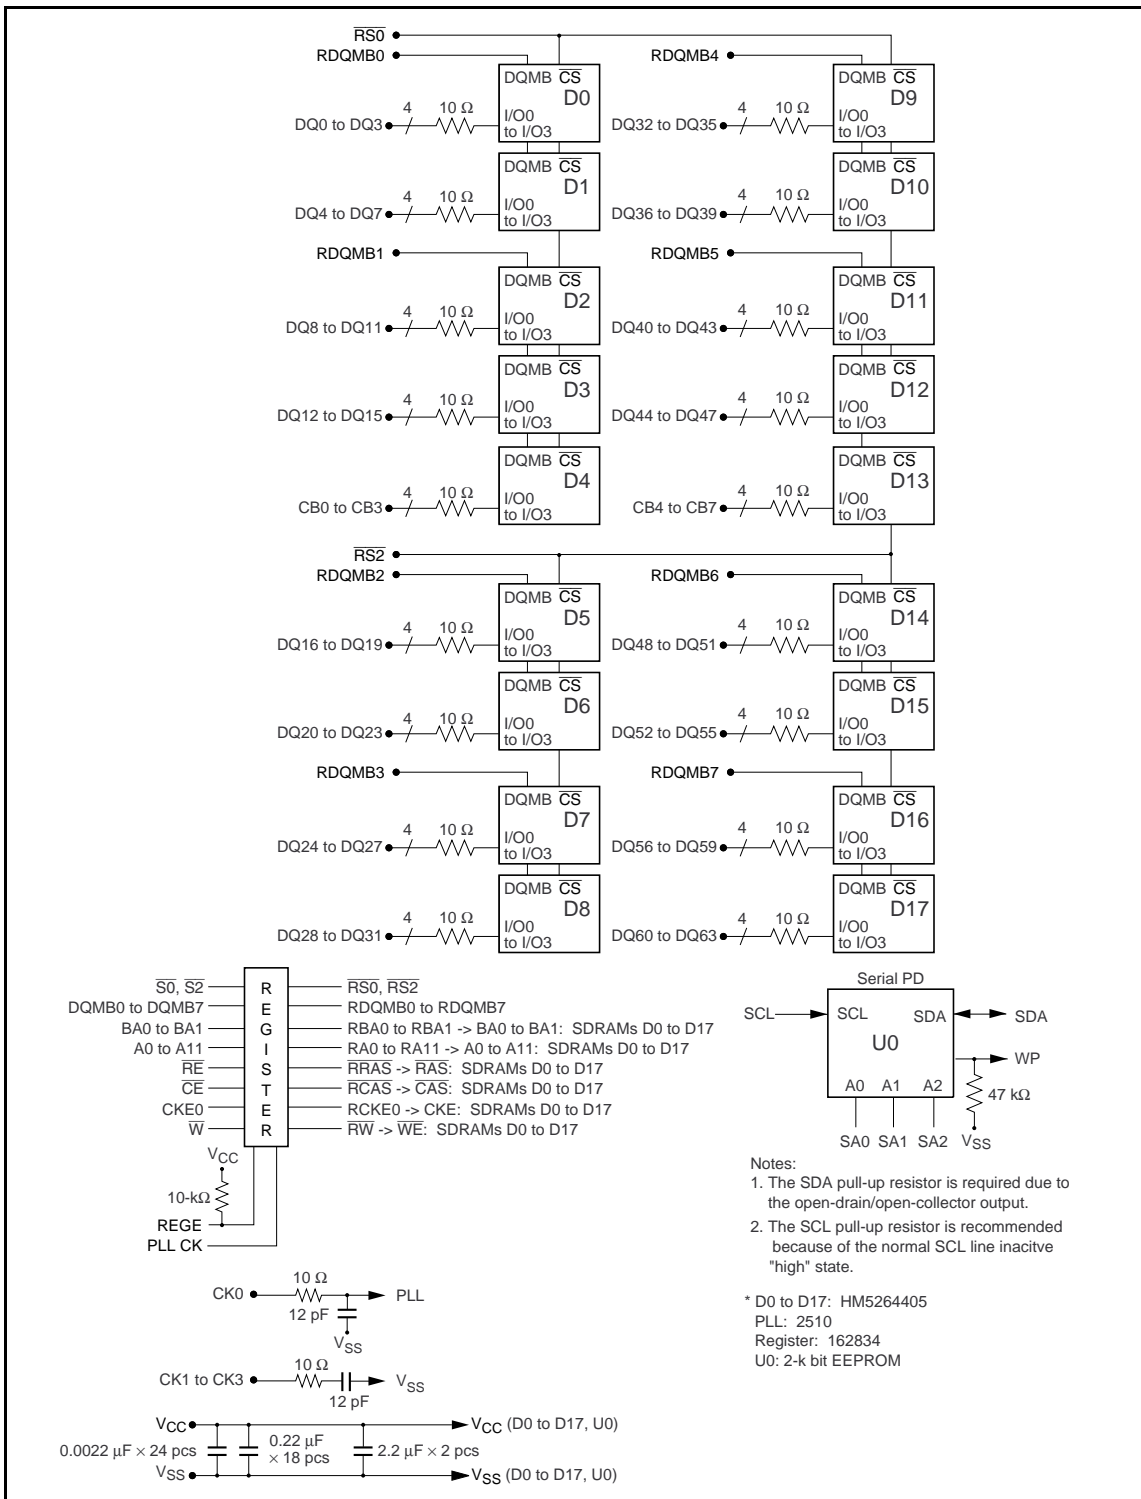 RS0
RDQMB0 RDQMB4
DQMB CS DQMB CS
D0 D9
4 10 Ω I/O0 4 10 Ω I/O0
DQ0 to DQ3 to I/O3 DQ32 to DQ35 to I/O3
DQMB CS DQMB CS
D1 D10
4 10 Ω I/O0 4 10 Ω I/O0
DQ4 to DQ7 to I/O3 DQ36 to DQ39 to I/O3
RDQMB1 RDQMB5
DQMB CS DQMB CS
D2 D11
4 10 Ω I/O0 4 10 Ω I/O0
DQ8 to DQ11 to I/O3 DQ40 to DQ43 to I/O3
DQMB CS DQMB CS
D3 D12
4 10 Ω I/O0 4 10 Ω I/O0
DQ12 to DQ15 to I/O3 DQ44 to DQ47 to I/O3
DQMB CS DQMB CS
D4 D13
4 10 Ω I/O0 4 10 Ω I/O0
CB0 to CB3 to I/O3 CB4 to CB7 to I/O3
RS2
RDQMB2 RDQMB6
DQMB CS DQMB CS
D5 D14
4 10 Ω I/O0 4 10 Ω I/O0
DQ16 to DQ19 to I/O3 DQ48 to DQ51 to I/O3
DQMB CS DQMB CS
D6 D15
4 10 Ω I/O0 4 10 Ω I/O0
DQ20 to DQ23 to I/O3 DQ52 to DQ55 to I/O3
RDQMB3 RDQMB7
DQMB CS DQMB CS
D7 D16
4 10 Ω I/O0 4 10 Ω I/O0
DQ24 to DQ27 to I/O3 DQ56 to DQ59 to I/O3
DQMB CS DQMB CS
D8 D17
4 10 Ω I/O0 4 10 Ω I/O0
DQ28 to DQ31 to I/O3 DQ60 to DQ63 to I/O3
REGISTER
S0, S2 RS0, RS2
DQMB0 to DQMB7 RDQMB0 to RDQMB7
BA0 to BA1 RBA0 to RBA1 -> BA0 to BA1: SDRAMs D0 to D17
A0 to A11 RA0 to RA11 -> A0 to A11: SDRAMs D0 to D17
RE RRAS -> RAS: SDRAMs D0 to D17
CE RCAS -> CAS: SDRAMs D0 to D17
CKE0 RCKE0 -> CKE: SDRAMs D0 to D17
W RW -> WE: SDRAMs D0 to D17
VCC
10-kΩ
REGE
PLL CK
Serial PD
SCL SCL SDA SDA
U0
WP
A0 A1 A2
47 kΩ
SA0 SA1 SA2 VSS
Notes:
1. The SDA pull-up resistor is required due to
the open-drain/open-collector output.
2. The SCL pull-up resistor is recommended
because of the normal SCL line inacitve
"high" state.
* D0 to D17: HM5264405
PLL: 2510
Register: 162834
U0: 2-k bit EEPROM
10 Ω
CK0 PLL
12 pF
VSS
10 Ω
CK1 to CK3 VSS
12 pF
VCC VCC (D0 to D17, U0)
0.0022 µF × 24 pcs 0.22 µF 2.2 µF × 2 pcs
× 18 pcs
VSS VSS (D0 to D17, U0)